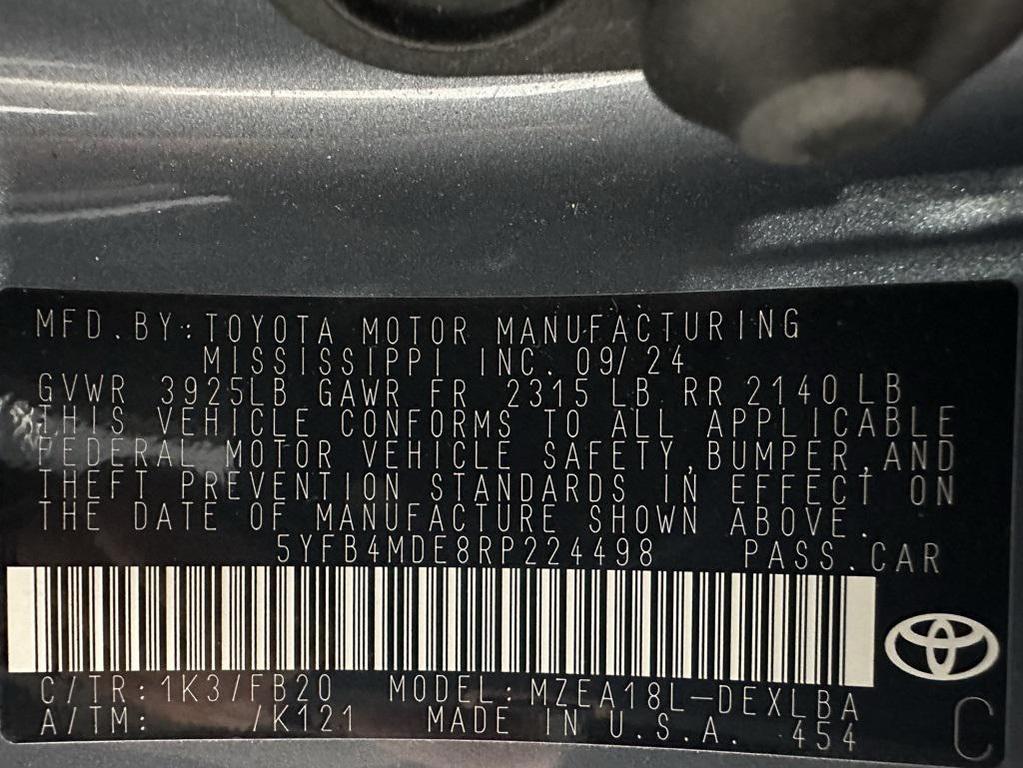 MFD.BY:TOYOTA MOTOR MANUFACTURING
MISSISSIPPI INC. 09/24
GVWR 3925LB GAWR FR 2315 LB RR 2140 LB
THIS VEHICLE CONFORMS TO ALL APPLICABLE
FEDERAL MOTOR VEHICLE SAFETY,BUMPER,AND
THEFT PREVENTION STANDARDS IN EFFECT ON
THE DATE OF MANUFACTURE SHOWN ABOVE.
5YFB4MDE8RP224498 PASS.CAR
C/TR:1K3/FB20 MODEL:MZEA18L-DEXLBA
A/TM: /K121 MADE IN U.S.A. 454
C